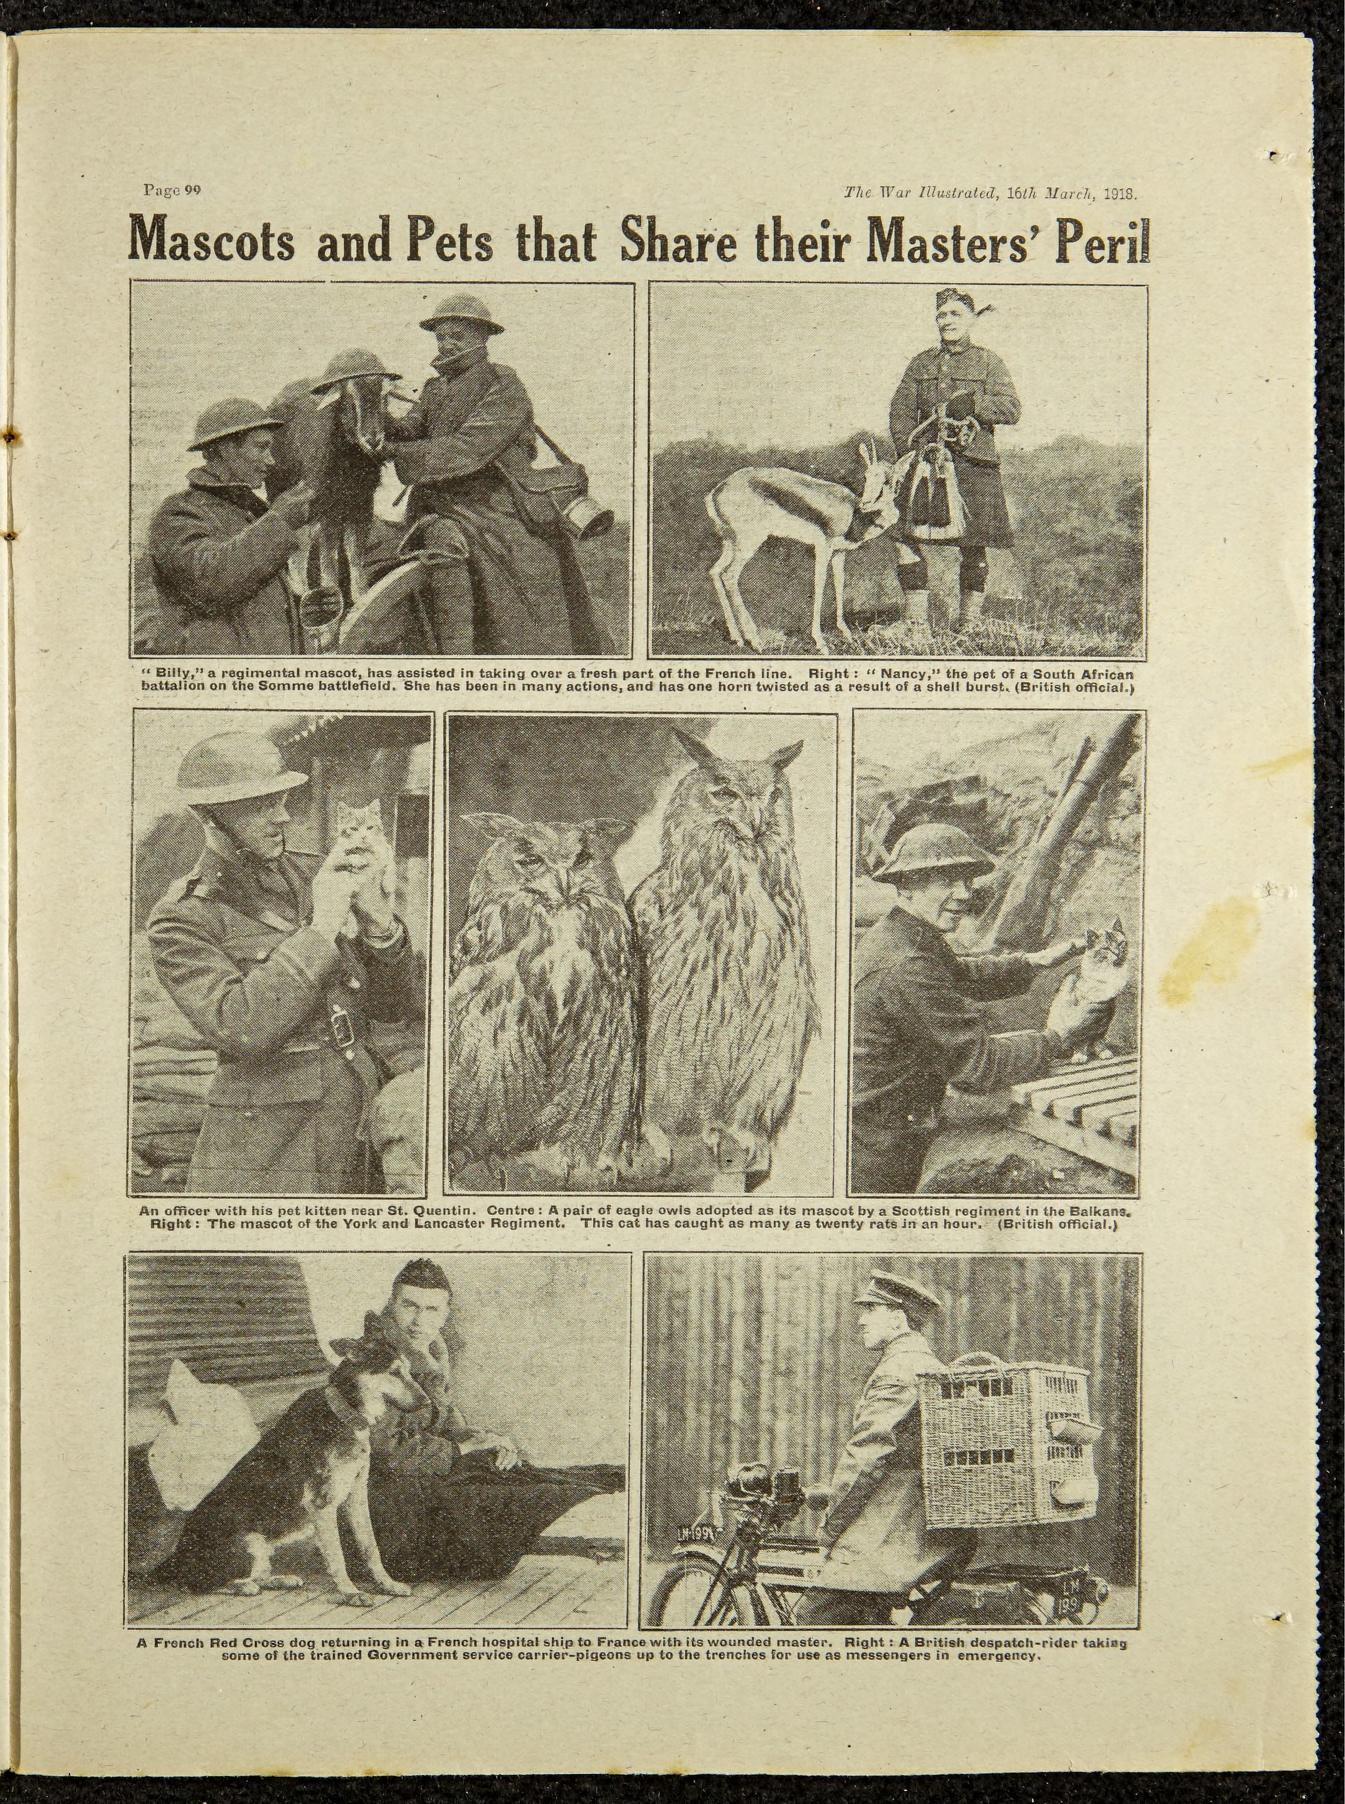 Page 99
The War Illustrated, 16th March, 1918.
Mascots and Pets that Share their Masters' Peril
"Billy," a regimental mascot, has assisted in taking over a fresh part of the French line. Right: "Nancy," the pet of a South African
battalion on the Somme battlefield. She has been in many actions, and has one horn twisted as a result of a shell burst. (British official.)
An officer with his pet kitten near St. Quentin. Centre: A pair of eagle owls adopted as its mascot by a Scottish regiment in the Balkans.
Right: The mascot of the York and Lancaster Regiment. This cat has caught as many as twenty rats in an hour. (British official.)
LM 199
LM
199
A French Red Cross dog returning in a French hospital ship to France with its wounded master. Right: A British despatch-rider taking
some of the trained Government service carrier-pigeons up to the trenches for use as messengers in emergency.